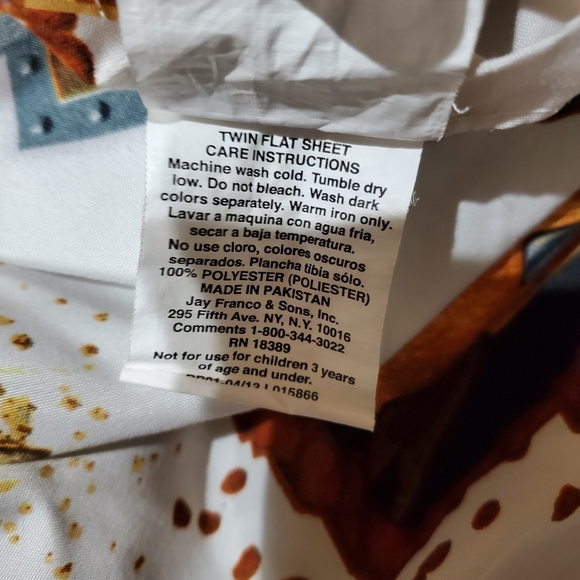 TWIN FLAT SHEET
CARE INSTRUCTIONS
Machine wash cold. Tumble dry
low. Do not bleach. Wash dark
colors separately. Warm iron only.
Lavar a maquina con agua fria,
secar a baja temperatura.
No use cloro, colores oscuros
separados. Plancha tibia sólo.
100% POLYESTER (POLIESTER)
MADE IN PAKISTAN
Jay Franco & Sons, Inc.
295 Fifth Ave. NY, N.Y. 10016
Comments 1-800-344-3022
RN 18389
Not for use for children 3 years
of age and under.
04/13 L015866